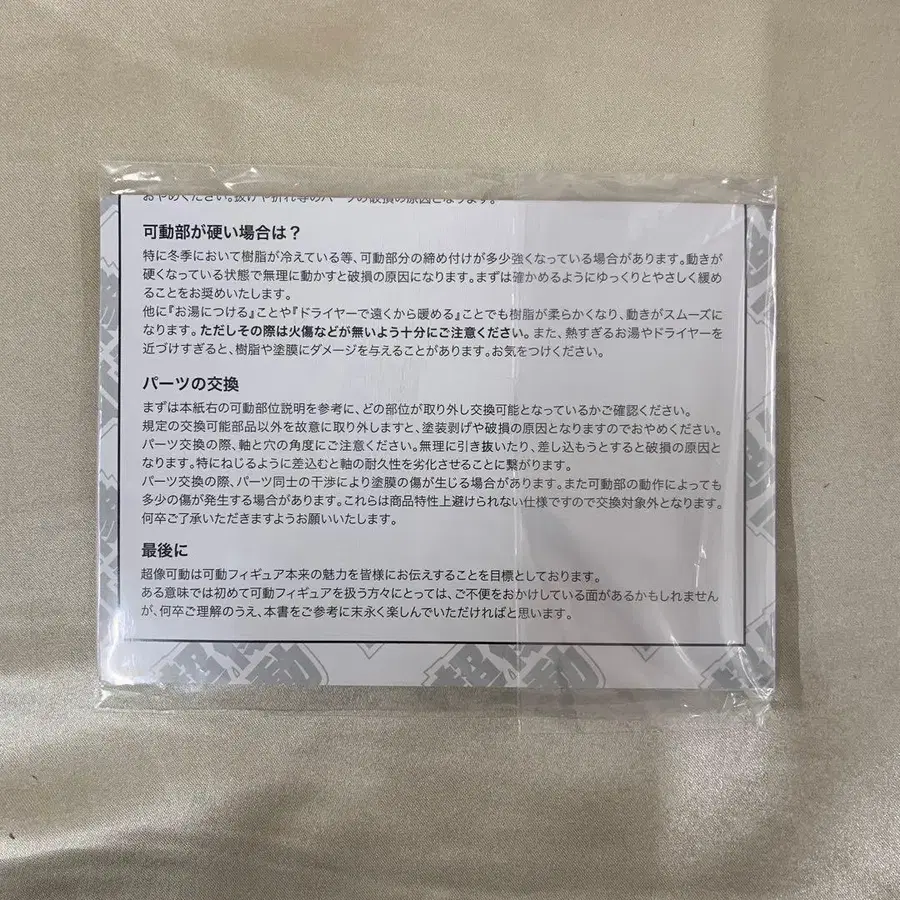 おやめください。抜けや折れ等のパーツの破損の原因となります。
可動部が硬い場合は？
特に冬季において樹脂が冷えている等、可動部分の締め付けが多少強くなっている場合があります。動きが
硬くなっている状態で無理に動かすと破損の原因になります。まずは確かめるようにゆっくりとやさしく緩め
ることをお奨めいたします。
他に『お湯につける』ことや『ドライヤーで遠くから暖める』ことでも樹脂が柔らかくなり、動きがスムーズに
なります。ただしその際は火傷などが無いよう十分にご注意ください。また、熱すぎるお湯やドライヤーを
近づけすぎると、樹脂や塗膜にダメージを与えることがあります。お気をつけください。
パーツの交換
まずは本紙右の可動部位説明を参考に、どの部位が取り外し交換可能となっているかご確認ください。
規定の交換可能部品以外を故意に取り外しますと、塗装剥げや破損の原因となりますのでおやめください。
パーツ交換の際、軸と穴の角度にご注意ください。無理に引き抜いたり、差し込もうとすると破損の原因と
なります。特にねじるように差込むと軸の耐久性を劣化させることに繋がります。
パーツ交換の際、パーツ同士の干渉により塗膜の傷が生じる場合があります。また可動部の動作によっても
多少の傷が発生する場合があります。これらは商品特性上避けられない仕様ですので交換対象外となります。
何卒ご了承いただきますようお願いいたします。
最後に
超像可動は可動フィギュア本来の魅力を皆様にお伝えすることを目標としております。
ある意味では初めて可動フィギュアを扱う方々にとっては、ご不便をおかけしている面があるかもしれません
が、何卒ご理解のうえ、本書をご参考に末永く楽しんでいただければと思います。